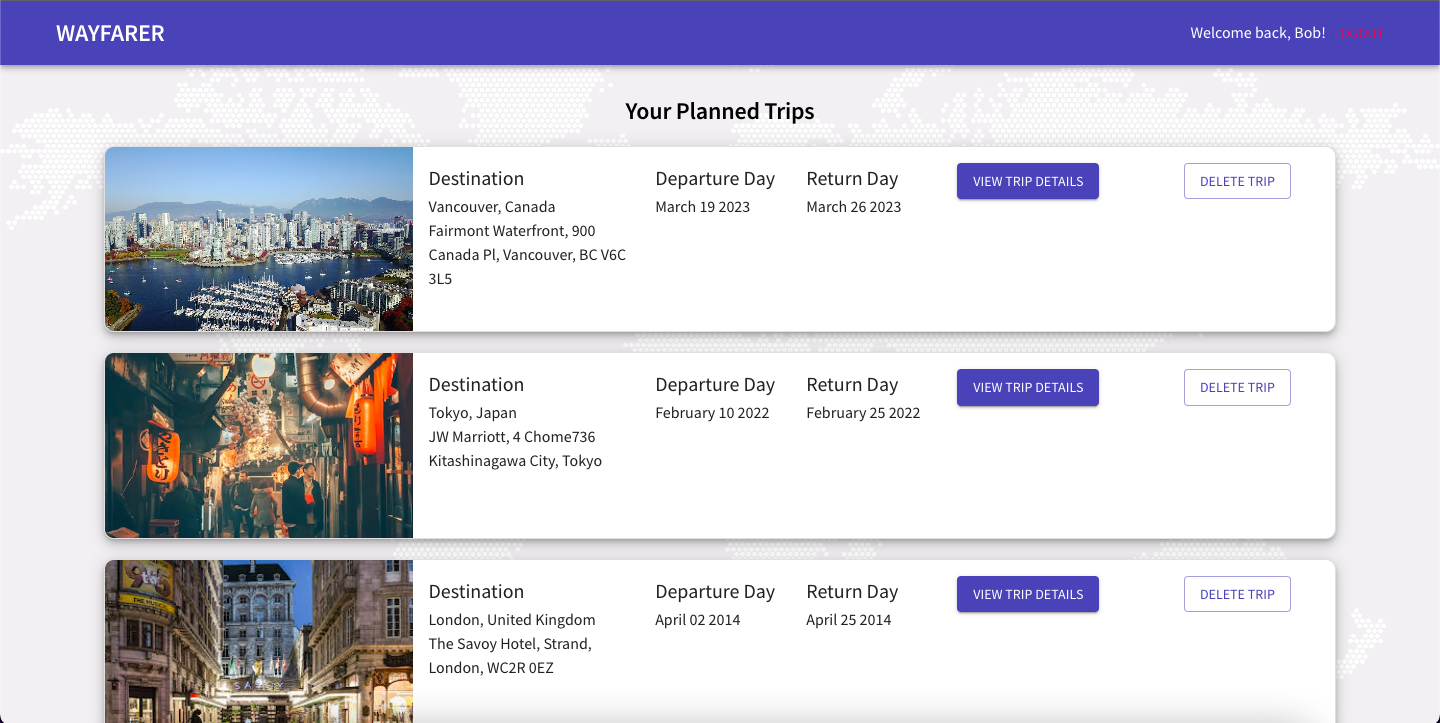 WAYFARER
Welcome back, Bob! LOGOUT
Your Planned Trips
Destination
Vancouver, Canada
Fairmont Waterfront, 900
Canada Pl, Vancouver, BC V6C
3L5
Departure Day
March 19 2023
Return Day
March 26 2023
VIEW TRIP DETAILS
DELETE TRIP
Destination
Tokyo, Japan
JW Marriott, 4 Chome736
Kitashinagawa City, Tokyo
Departure Day
February 10 2022
Return Day
February 25 2022
VIEW TRIP DETAILS
DELETE TRIP
THE MUSICAL
SAVOY
Destination
London, United Kingdom
The Savoy Hotel, Strand,
London, WC2R 0EZ
Departure Day
April 02 2014
Return Day
April 25 2014
VIEW TRIP DETAILS
DELETE TRIP